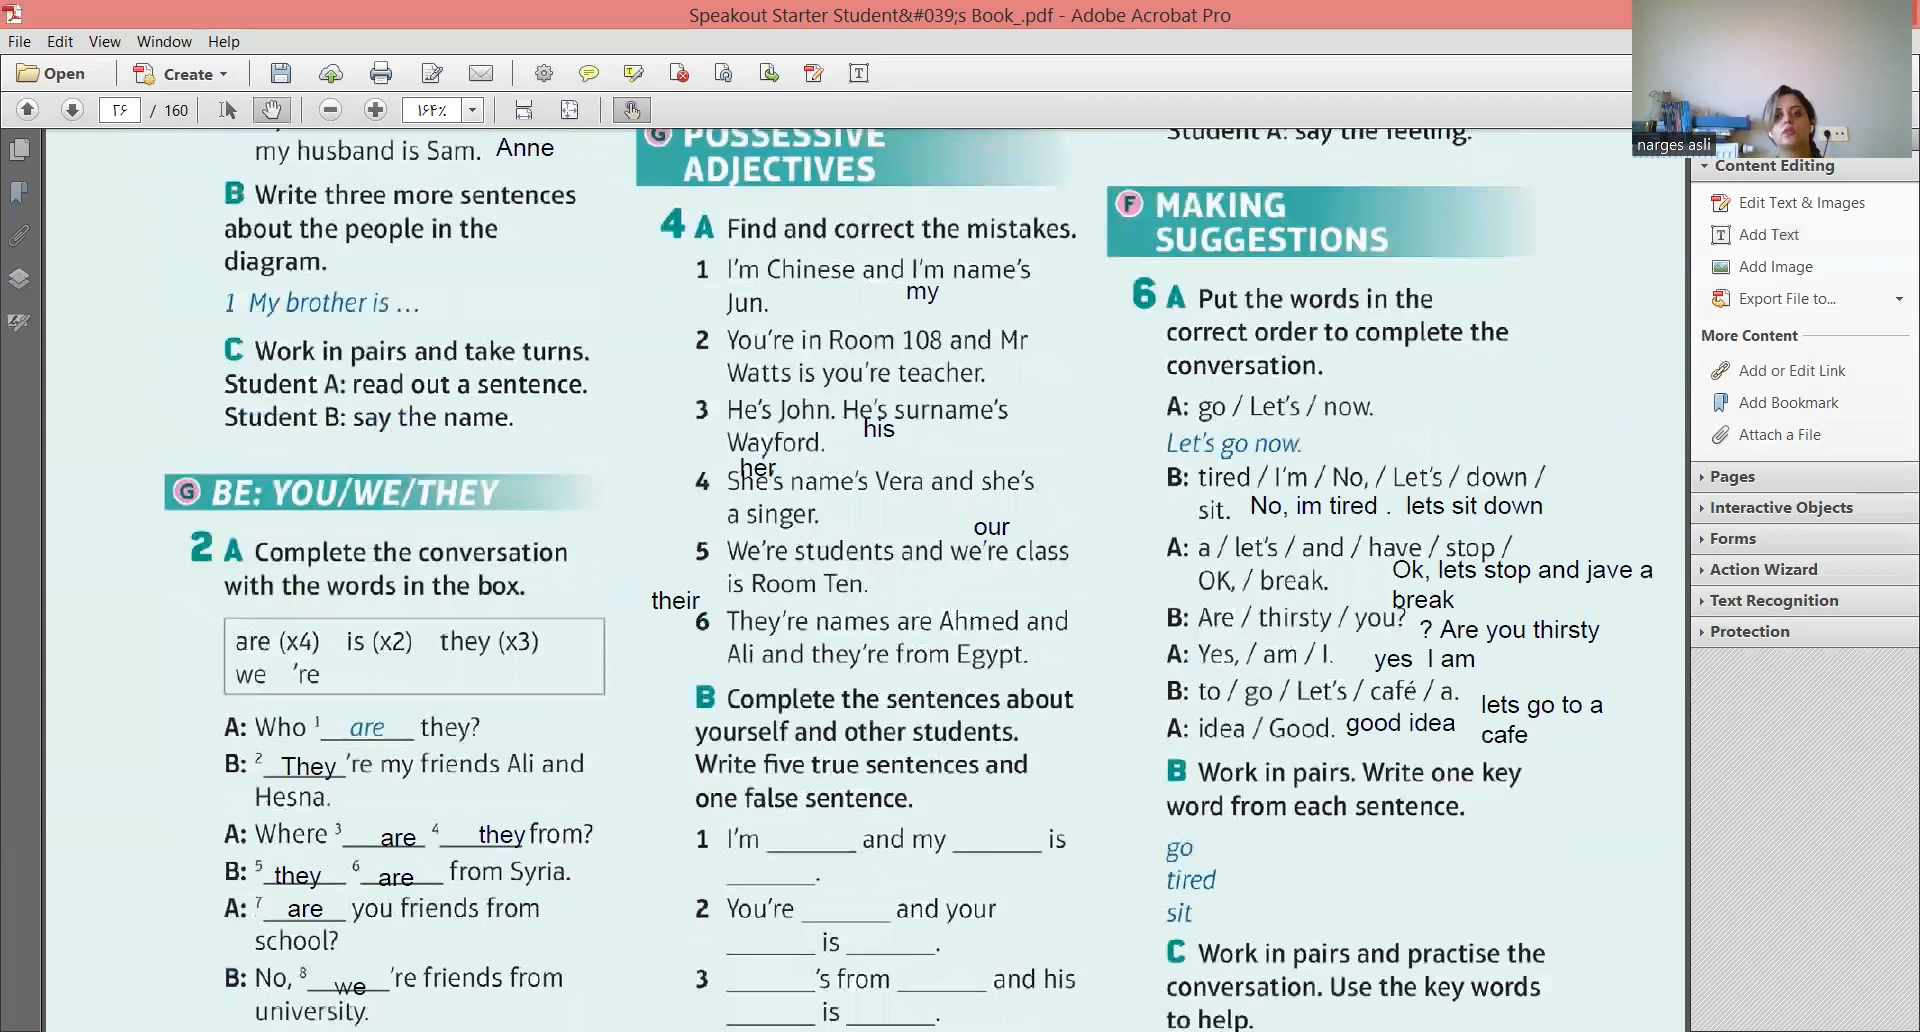 Speakout Starter Student&#039;s Book_.pdf - Adobe Acrobat Pro
File Edit View Window Help
Open Create
۲۶ / 160 ۱۶۴٪
narges asli
my husband is Sam. Anne
B Write three more sentences
about the people in the
diagram.
1 My brother is ...
C Work in pairs and take turns.
Student A: read out a sentence.
Student B: say the name.
G BE: YOU/WE/THEY
2 A Complete the conversation
with the words in the box.
are (x4) is (x2) they (x3)
we 're
A: Who 1 are they?
B: 2 They 're my friends Ali and
Hesna.
A: Where 3 are 4 they from?
B: 5 they 6 are from Syria.
A: 7 are you friends from
school?
B: No, 8 we 're friends from
university.
G POSSESSIVE
ADJECTIVES
4 A Find and correct the mistakes.
1 I'm Chinese and I'm name's
my
Jun.
2 You're in Room 108 and Mr
Watts is you're teacher.
3 He's John. He's surname's
his
Wayford.
her
4 She's name's Vera and she's
a singer.
our
5 We're students and we're class
is Room Ten.
their
6 They're names are Ahmed and
Ali and they're from Egypt.
B Complete the sentences about
yourself and other students.
Write five true sentences and
one false sentence.
1 I'm ______ and my ______ is
______.
2 You're ______ and your
______ is ______.
3 ______'s from ______ and his
______ is ______.
Student A: say the feeling.
F MAKING
SUGGESTIONS
6 A Put the words in the
correct order to complete the
conversation.
A: go / Let's / now.
Let's go now.
B: tired / I'm / No, / Let's / down /
sit. No, im tired . lets sit down
A: a / let's / and / have / stop /
OK, / break. Ok, lets stop and jave a
break
B: Are / thirsty / you? ? Are you thirsty
A: Yes, / am / I. yes I am
B: to / go / Let's / café / a. lets go to a
cafe
A: idea / Good. good idea
B Work in pairs. Write one key
word from each sentence.
go
tired
sit
C Work in pairs and practise the
conversation. Use the key words
to help.
Content Editing
Edit Text & Images
Add Text
Add Image
Export File to...
More Content
Add or Edit Link
Add Bookmark
Attach a File
Pages
Interactive Objects
Forms
Action Wizard
Text Recognition
Protection